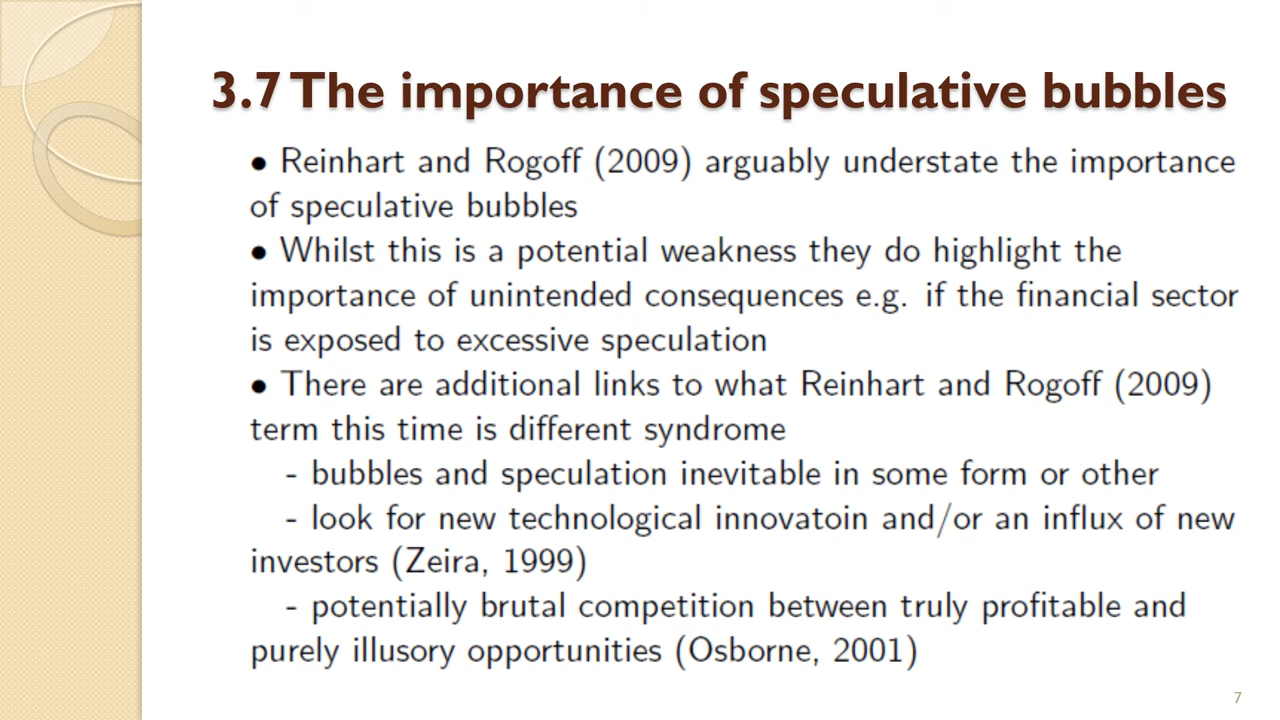 3.7 The importance of speculative bubbles
• Reinhart and Rogoff (2009) arguably understate the importance
of speculative bubbles
• Whilst this is a potential weakness they do highlight the
importance of unintended consequences e.g. if the financial sector
is exposed to excessive speculation
• There are additional links to what Reinhart and Rogoff (2009)
term this time is different syndrome
- bubbles and speculation inevitable in some form or other
- look for new technological innovatoin and/or an influx of new
investors (Zeira, 1999)
- potentially brutal competition between truly profitable and
purely illusory opportunities (Osborne, 2001)
7